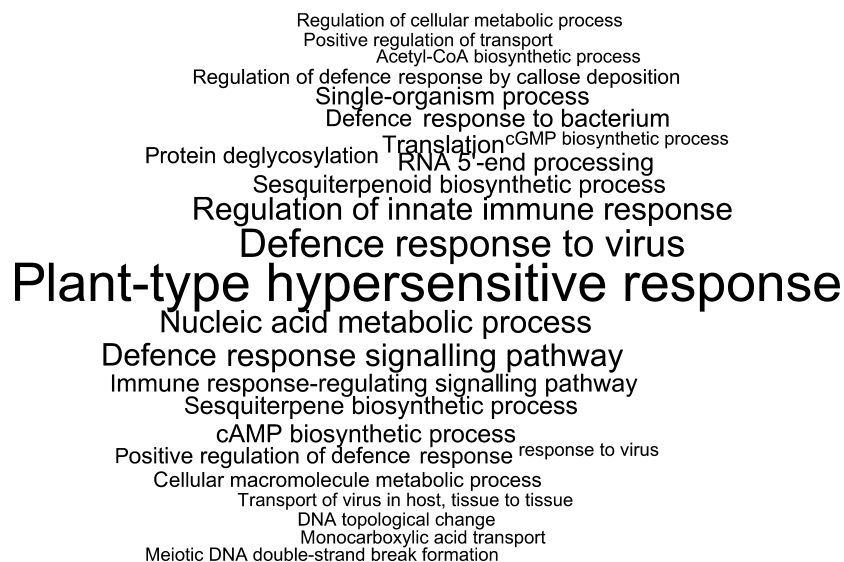 Regulation of cellular metabolic process
Positive regulation of transport
Acetyl-CoA biosynthetic process
Regulation of defence response by callose deposition
Single-organism process
Defence response to bacterium
Translation
cGMP biosynthetic process
Protein deglycosylation
RNA 5'-end processing
Sesquiterpenoid biosynthetic process
Regulation of innate immune response
Defence response to virus
Plant-type hypersensitive response
Nucleic acid metabolic process
Defence response signalling pathway
Immune response-regulating signalling pathway
Sesquiterpene biosynthetic process
cAMP biosynthetic process
Positive regulation of defence response
response to virus
Cellular macromolecule metabolic process
Transport of virus in host, tissue to tissue
DNA topological change
Monocarboxylic acid transport
Meiotic DNA double-strand break formation